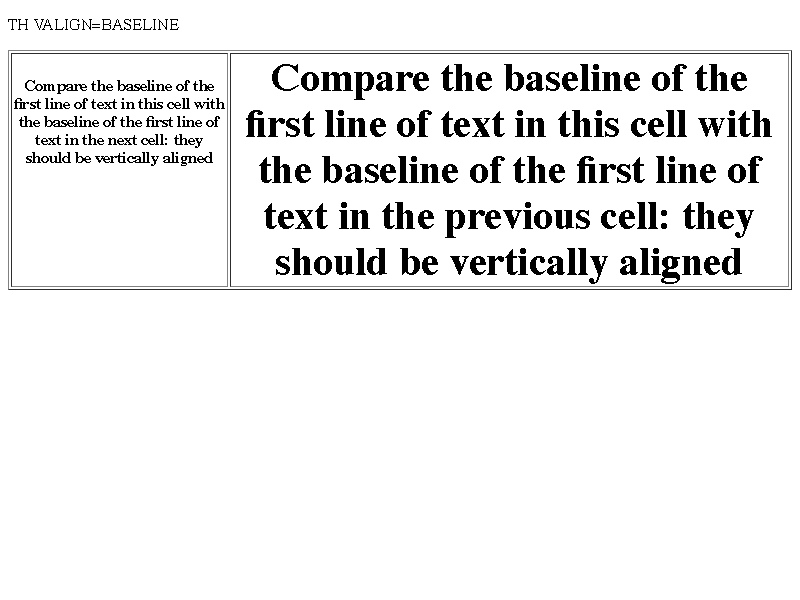 TH VALIGN=BASELINE
Compare the baseline of the
first line of text in this cell with
the baseline of the first line of
text in the next cell: they
should be vertically aligned
Compare the baseline of the
first line of text in this cell with
the baseline of the first line of
text in the previous cell: they
should be vertically aligned